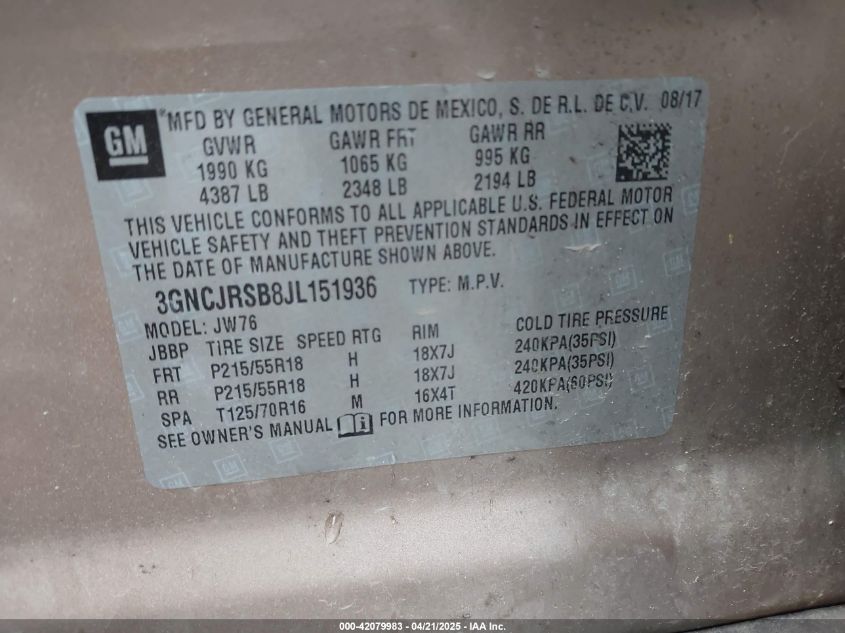 GM
*MFD BY GENERAL MOTORS DE MEXICO, S. DE R.L. DE C.V. 08/17
GVWR GAWR FRT GAWR RR
1990 KG 1065 KG 995 KG
4387 LB 2348 LB 2194 LB
THIS VEHICLE CONFORMS TO ALL APPLICABLE U.S. FEDERAL MOTOR
VEHICLE SAFETY AND THEFT PREVENTION STANDARDS IN EFFECT ON
THE DATE OF MANUFACTURE SHOWN ABOVE.
3GNCJRSB8JL151936 TYPE: M.P.V.
MODEL: JW76
JBBP TIRE SIZE SPEED RTG RIM COLD TIRE PRESSURE
FRT P215/55R18 H 18X7J 240KPA(35PSI)
RR P215/55R18 H 18X7J 240KPA(35PSI)
SPA T125/70R16 M 16X4T 420KPA(60PSI)
SEE OWNER'S MANUAL FOR MORE INFORMATION.
000-42079983 - 04/21/2025 - IAA Inc.